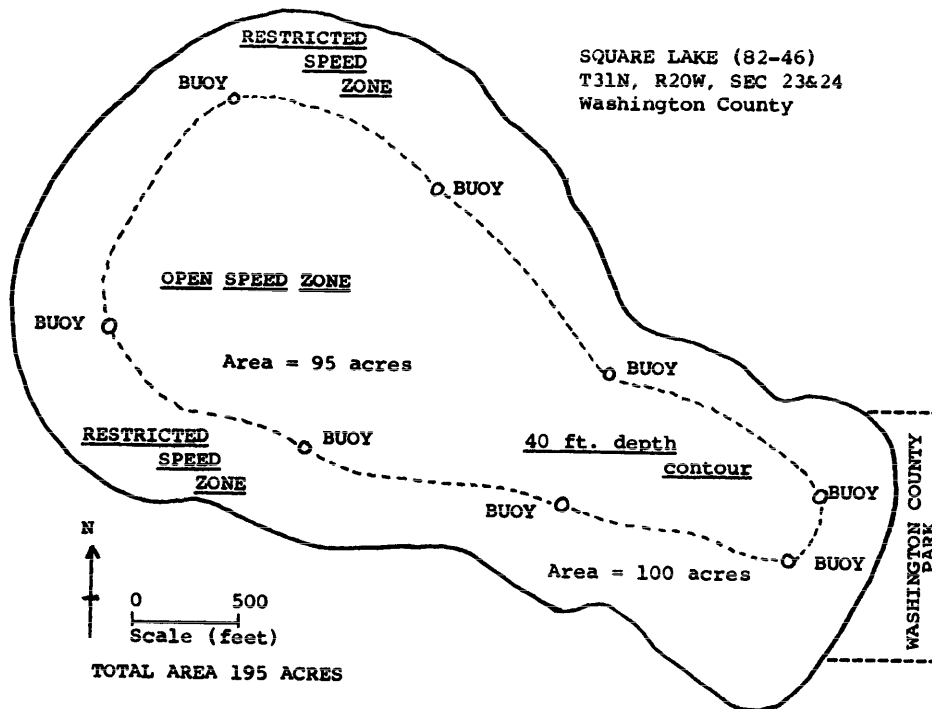 RESTRICTED
SPEED
ZONE
SQUARE LAKE (82-46)
T31N, R20W, SEC 23&24
Washington County
BUOY
BUOY
OPEN SPEED ZONE
BUOY
Area = 95 acres
BUOY
RESTRICTED
SPEED
ZONE
BUOY
40 ft. depth
contour
BUOY
BUOY
BUOY
Area = 100 acres
WASHINGTON COUNTY
PARK
N
0 500
Scale (feet)
TOTAL AREA 195 ACRES